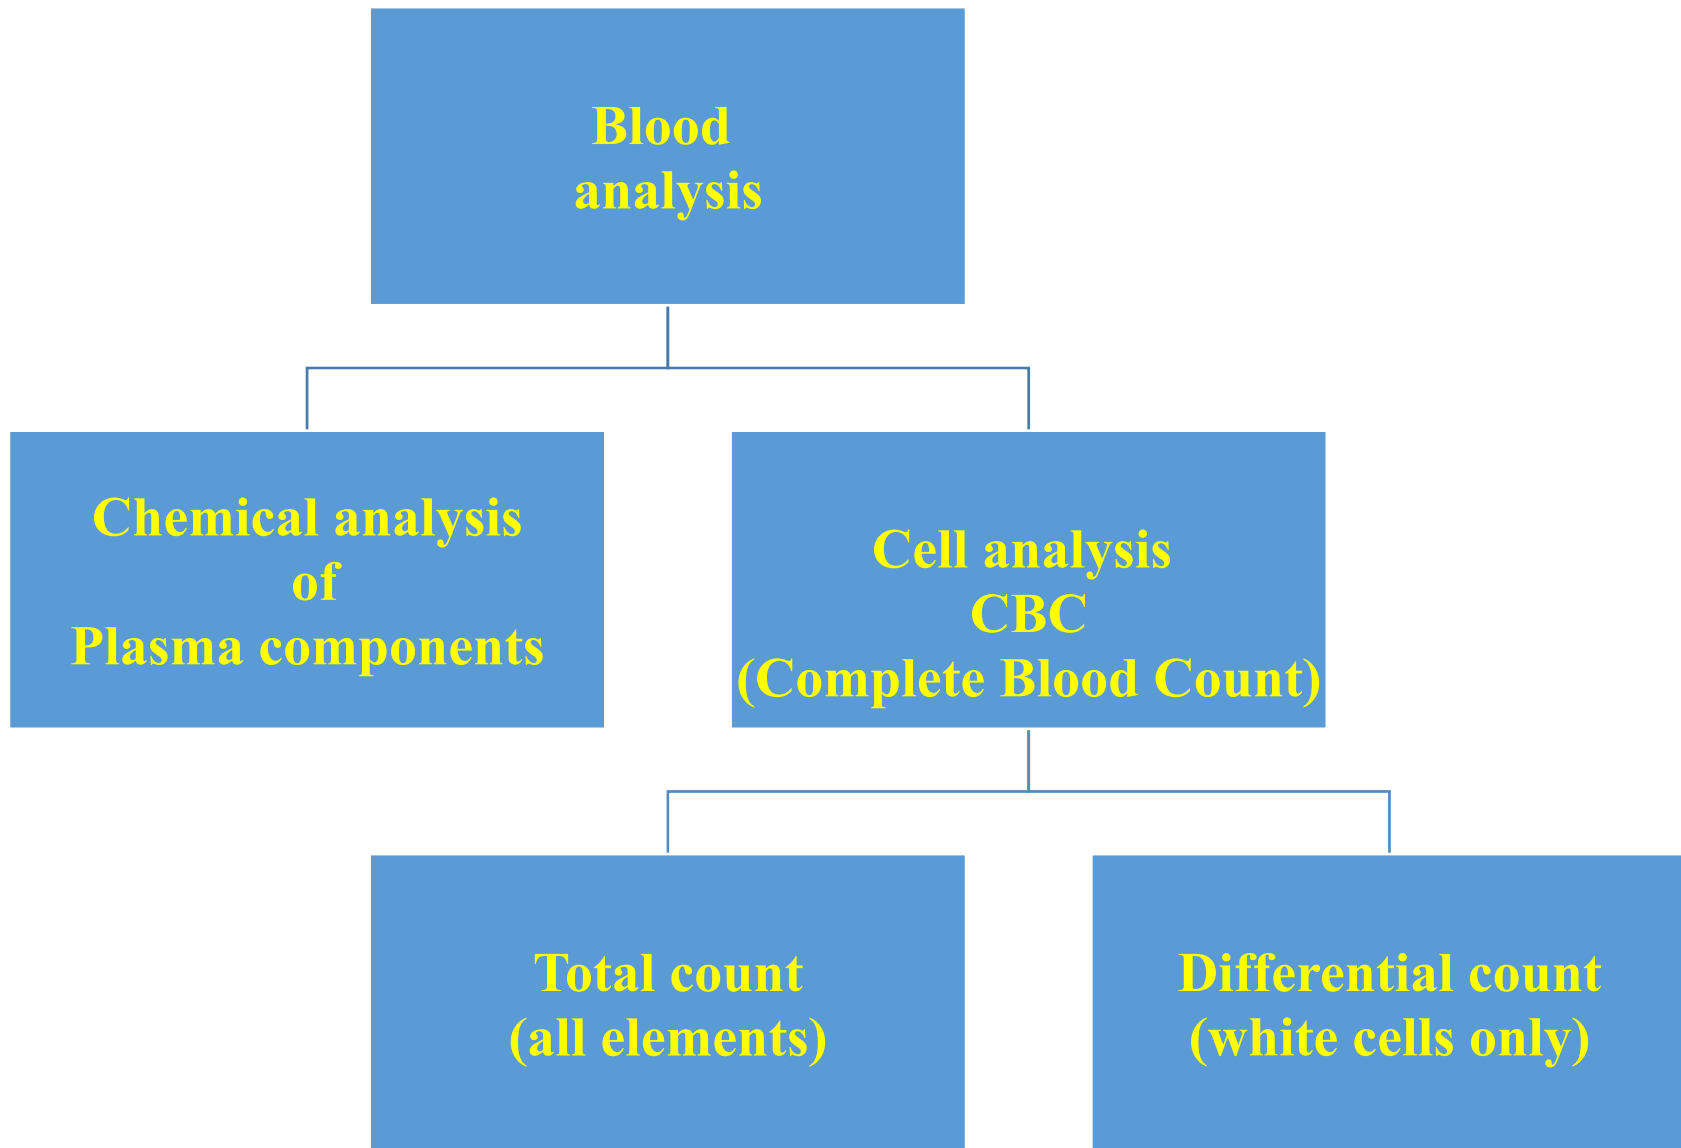 Blood
analysis
Chemical analysis
of
Plasma components
Cell analysis
CBC
(Complete Blood Count)
Total count
(all elements)
Differential count
(white cells only)